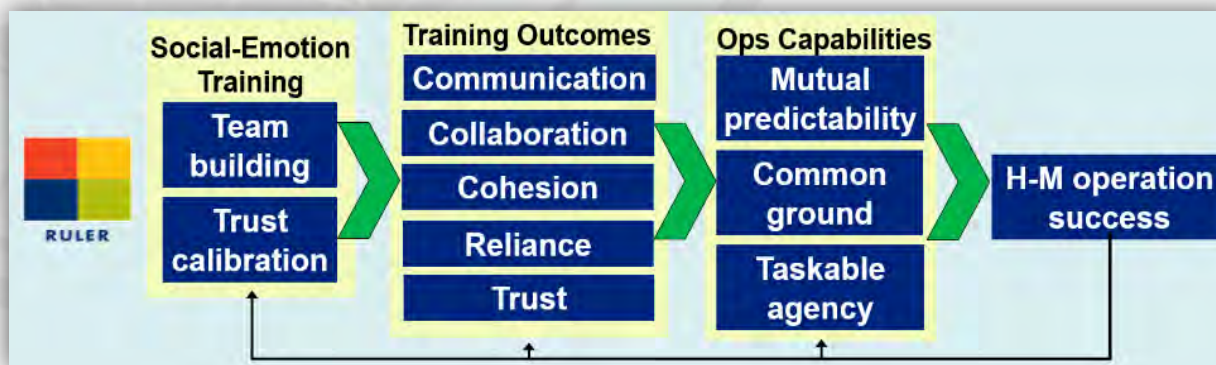 RULER
Social-Emotion
Training
Team
building
Trust
calibration
Training Outcomes
Communication
Collaboration
Cohesion
Reliance
Trust
Ops Capabilities
Mutual
predictability
Common
ground
Taskable
agency
H-M operation
success